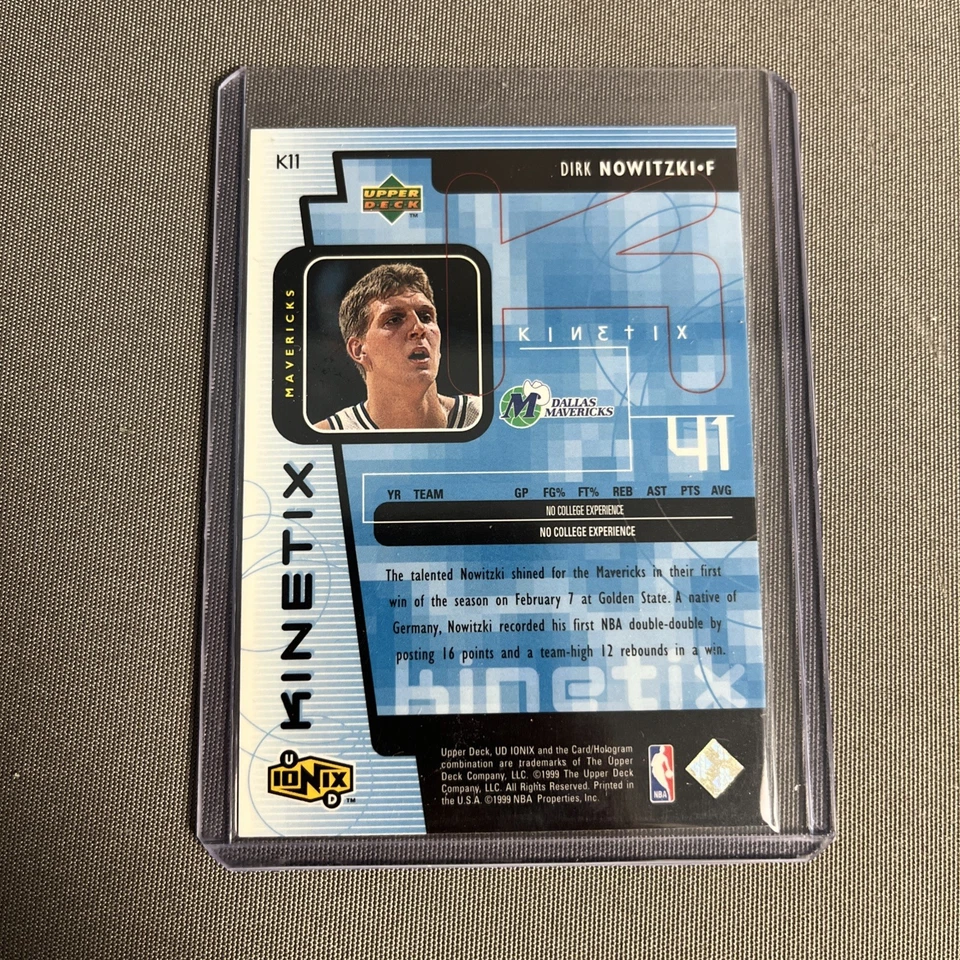 K11
DIRK NOWITZKI•F
UPPER
DECK™
MAVERICKS
KINETIX
M DALLAS
MAVERICKS
41
YR TEAM GP FG% FT% REB AST PTS AVG
NO COLLEGE EXPERIENCE
NO COLLEGE EXPERIENCE
The talented Nowitzki shined for the Mavericks in their first
win of the season on February 7 at Golden State. A native of
Germany, Nowitzki recorded his first NBA double-double by
posting 16 points and a team-high 12 rebounds in a win.
kinetix
KINETIX
U
IONIX
D™
Upper Deck, UD IONIX and the Card/Hologram
combination are trademarks of The Upper
Deck Company, LLC. ©1999 The Upper Deck
Company, LLC. All Rights Reserved. Printed in
the U.S.A. ©1999 NBA Properties, Inc.
NBA